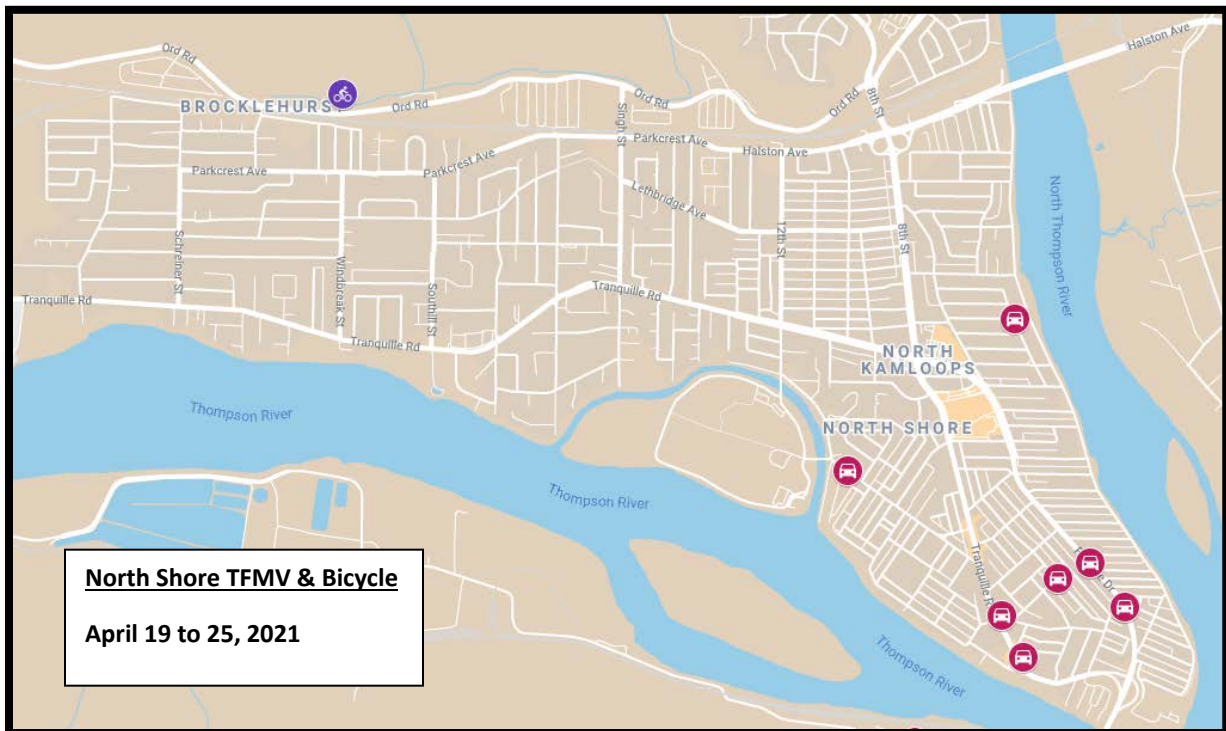 Ord Rd
Halston Ave
8th St
BROCKLEHURST
Ord Rd
Singh St
Ord Rd
Ord Rd
Parkcrest Ave
Halston Ave
Parkcrest Ave
Parkcrest Ave
Lethbridge Ave
North Thompson River
Schreiner St
Windbreak St
Southill St
12th St
8th St
Tranquille Rd
Tranquille Rd
Tranquille Rd
NORTH
KAMLOOPS
Thompson River
NORTH SHORE
Thompson River
Tranquille Rd
Thompson River
North Shore TFMV & Bicycle
April 19 to 25, 2021